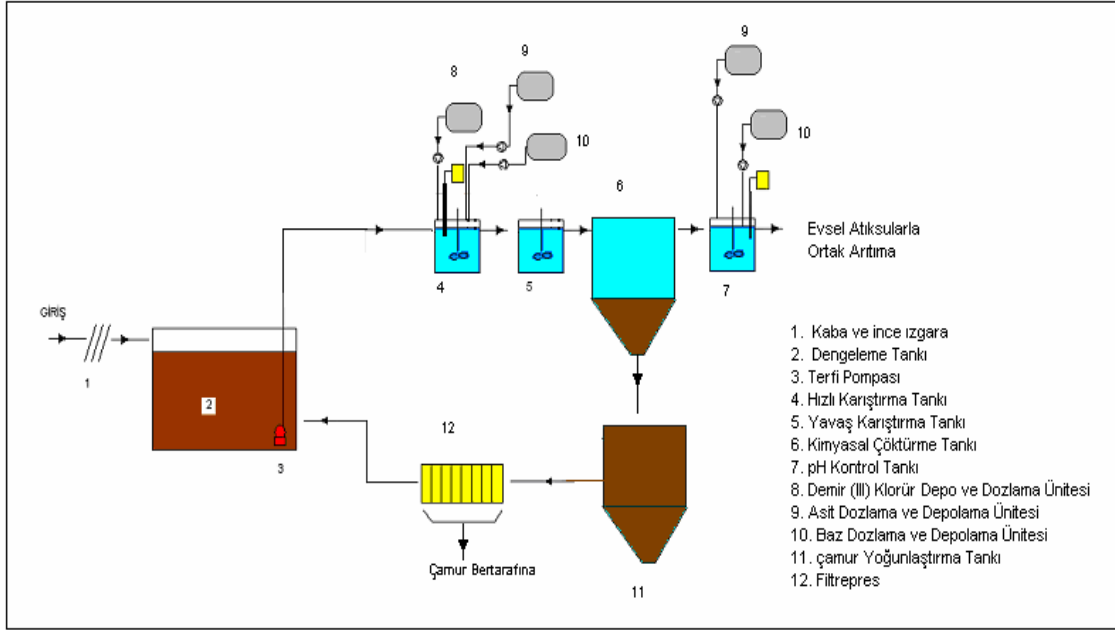 9
9
8
10
10
6
Evsel Atıksularla
Ortak Arıtıma
4
5
7
GİRİŞ
1
2
3
12
11
Çamur Bertarafına
1. Kaba ve ince ızgara
2. Dengeleme Tankı
3. Terfi Pompası
4. Hızlı Karıştırma Tankı
5. Yavaş Karıştırma Tankı
6. Kimyasal Çöktürme Tankı
7. pH Kontrol Tankı
8. Demir (III) Klorür Depo ve Dozlama Ünitesi
9. Asit Dozlama ve Depolama Ünitesi
10. Baz Dozlama ve Depolama Ünitesi
11. çamur Yoğunlaştırma Tankı
12. Filtrepres